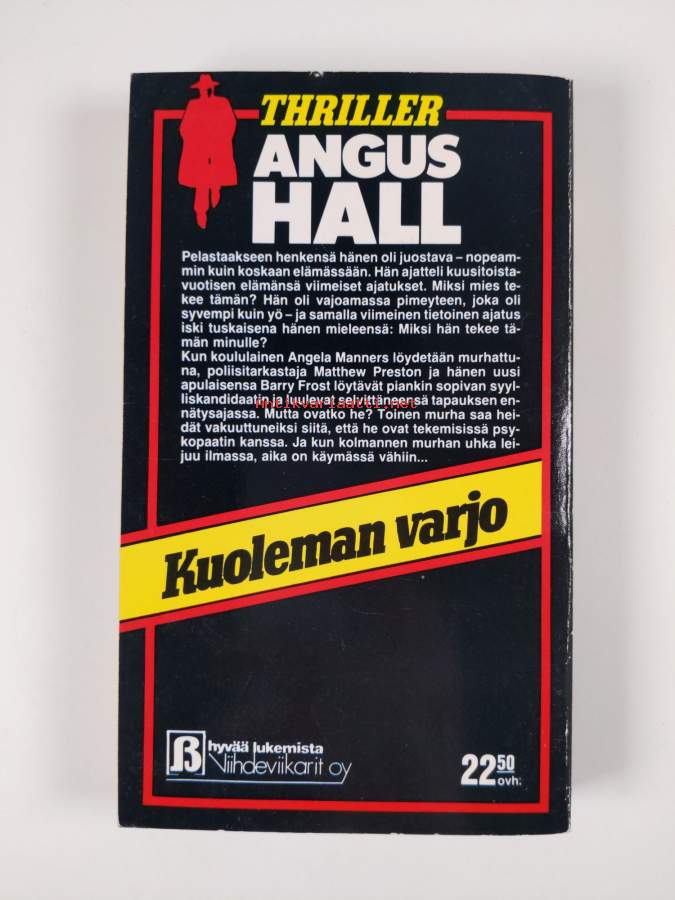 THRILLER
ANGUS
HALL
Pelastaakseen henkensä hänen oli juostava – nopeam-
min kuin koskaan elämässään. Hän ajatteli kuusitoista-
vuotisen elämänsä viimeiset ajatukset. Miksi mies te-
kee tämän? Hän oli vajoamassa pimeyteen, joka oli
syvempi kuin yö – ja samalla viimeinen tietoinen ajatus
iski tuskaisena hänen mieleensä: Miksi hän tekee tä-
män minulle?
Kun koululainen Angela Manners löydetään murhattu-
na, poliisitarkastaja Matthew Preston ja hänen uusi
apulaisensa Barry Frost löytävät piankin sopivan syyl-
liskandidaatin ja luulevat selvittäneensä tapauksen en-
Antikvariaatti.net
nätysajassa. Mutta ovatko he? Toinen murha saa hei-
dät vakuuttuneiksi siitä, että he ovat tekemisissä psy-
kopaatin kanssa. Ja kun kolmannen murhan uhka lei-
juu ilmassa, aika on käymässä vähiin...
Kuoleman varjo
hyvää lukemista
Viihdeviikarit oy
22 50
ovh.